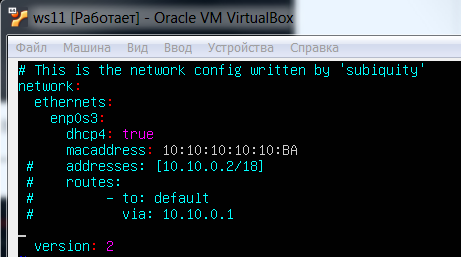 ws11 [Работает] - Oracle VM VirtualBox
Файл Машина Вид Ввод Устройства Справка
# This is the network config written by 'subiquity'
network:
  ethernets:
    enp0s3:
      dhcp4: true
      macaddress: 10:10:10:10:10:BA
 #    addresses: [10.10.0.2/18]
 #    routes:
 #         - to: default
 #           via: 10.10.0.1
  version: 2